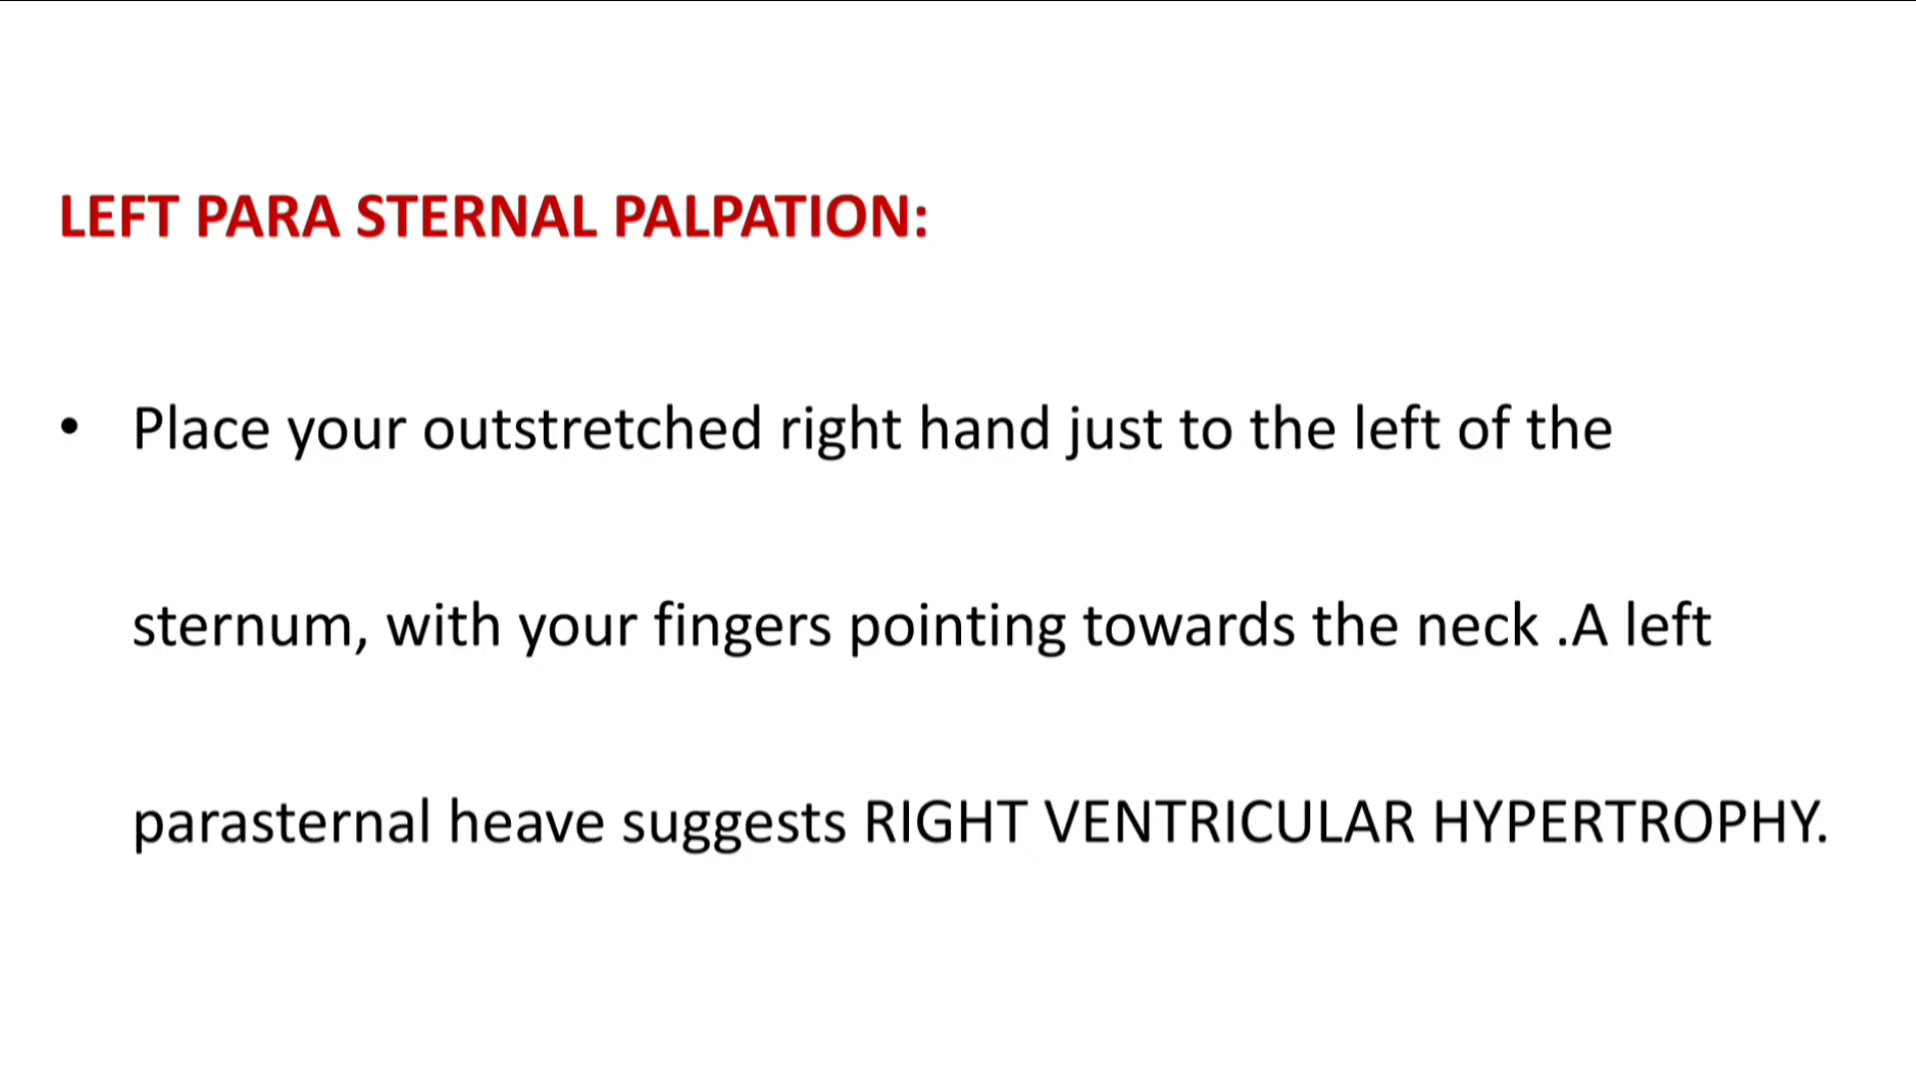 LEFT PARA STERNAL PALPATION:
• Place your outstretched right hand just to the left of the
sternum, with your fingers pointing towards the neck .A left
parasternal heave suggests RIGHT VENTRICULAR HYPERTROPHY.